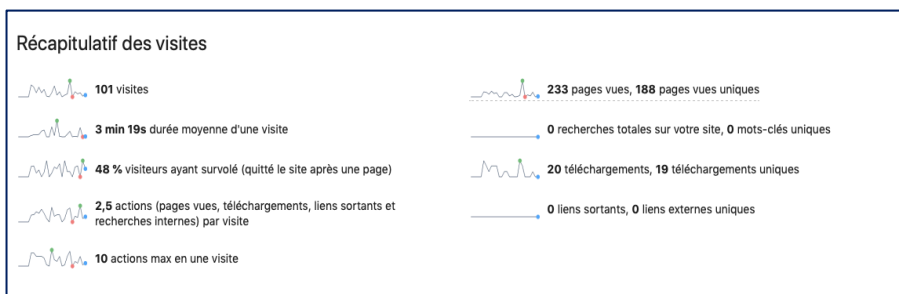 Récapitulatif des visites
101 visites
3 min 19s durée moyenne d'une visite
48 % visiteurs ayant survolé (quitté le site après une page)
2,5 actions (pages vues, téléchargements, liens sortants et
recherches internes) par visite
10 actions max en une visite
233 pages vues, 188 pages vues uniques
0 recherches totales sur votre site, 0 mots-clés uniques
20 téléchargements, 19 téléchargements uniques
0 liens sortants, 0 liens externes uniques